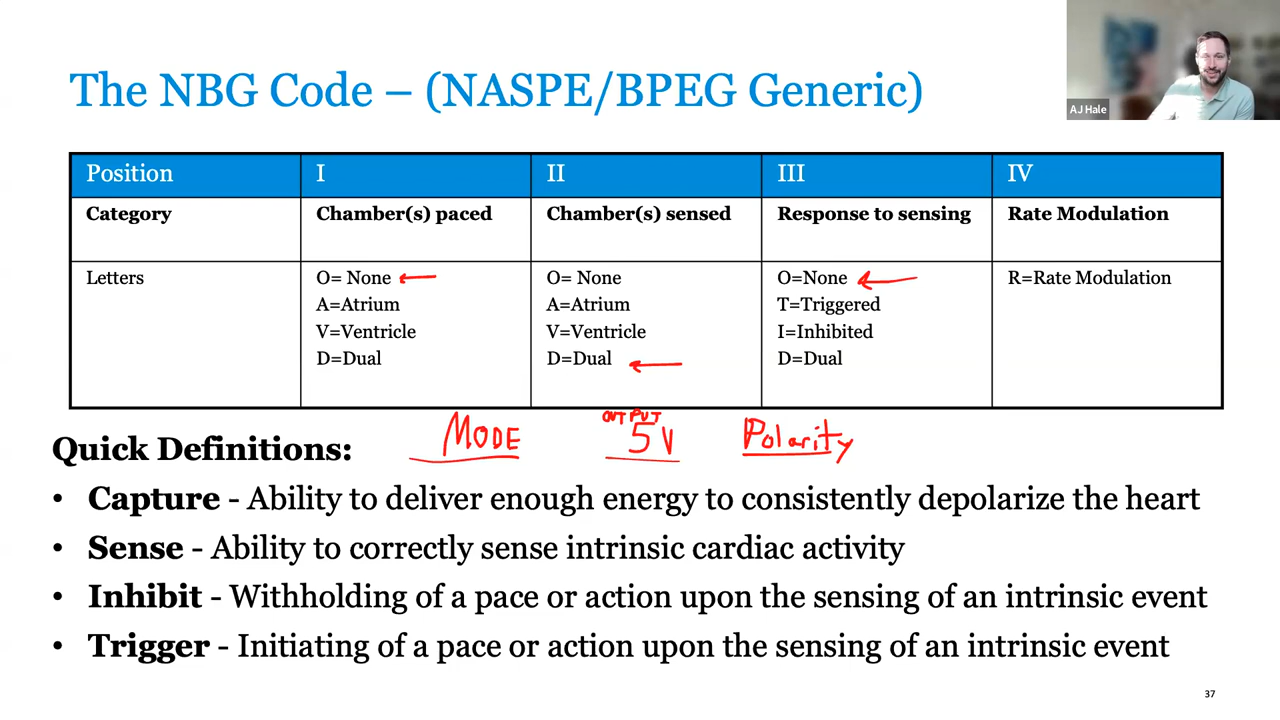 The NBG Code – (NASPE/BPEG Generic)
AJ Hale
Position I II III IV
Category Chamber(s) paced Chamber(s) sensed Response to sensing Rate Modulation
Letters O= None O= None O=None R=Rate Modulation
A=Atrium A=Atrium T=Triggered
V=Ventricle V=Ventricle I=Inhibited
D=Dual D=Dual D=Dual
OUTPUT
MODE 5V Polarity
Quick Definitions:
• Capture - Ability to deliver enough energy to consistently depolarize the heart
• Sense - Ability to correctly sense intrinsic cardiac activity
• Inhibit - Withholding of a pace or action upon the sensing of an intrinsic event
• Trigger - Initiating of a pace or action upon the sensing of an intrinsic event
37